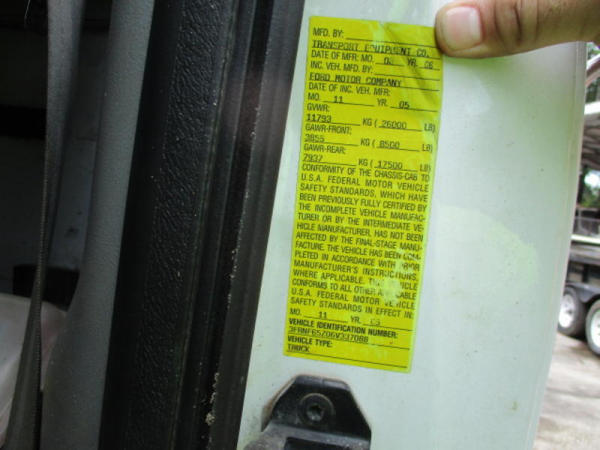 MFD. BY:
TRANSPORT EQUIPMENT CO.
DATE OF MFR: MO. 0 YR. 06
INC. VEH. MFD. BY:
FORD MOTOR COMPANY
DATE OF INC. VEH. MFR:
MO. 11 YR. 05
GVWR:
11793 KG ( 26000 LB)
GAWR-FRONT:
3855 KG ( 8500 LB)
GAWR-REAR:
7937 KG ( 17500 LB)
CONFORMITY OF THE CHASSIS-CAB TO
U.S.A. FEDERAL MOTOR VEHICLE
SAFETY STANDARDS, WHICH HAVE
BEEN PREVIOUSLY FULLY CERTIFIED BY
THE INCOMPLETE VEHICLE MANUFAC-
TURER OR BY THE INTERMEDIATE VE-
HICLE MANUFACTURER, HAS NOT BEEN
AFFECTED BY THE FINAL-STAGE MANU-
FACTURE. THE VEHICLE HAS BEEN COM-
PLETED IN ACCORDANCE WITH PRIOR
MANUFACTURER'S INSTRUCTIONS,
WHERE APPLICABLE. THIS VEHICLE
CONFORMS TO ALL OTHER APPLICABLE
U.S.A. FEDERAL MOTOR VEHICLE
SAFETY STANDARDS IN EFFECT IN:
MO. 11 YR. 05
VEHICLE IDENTIFICATION NUMBER:
3FRNF65Z06V337088
VEHICLE TYPE:
TRUCK